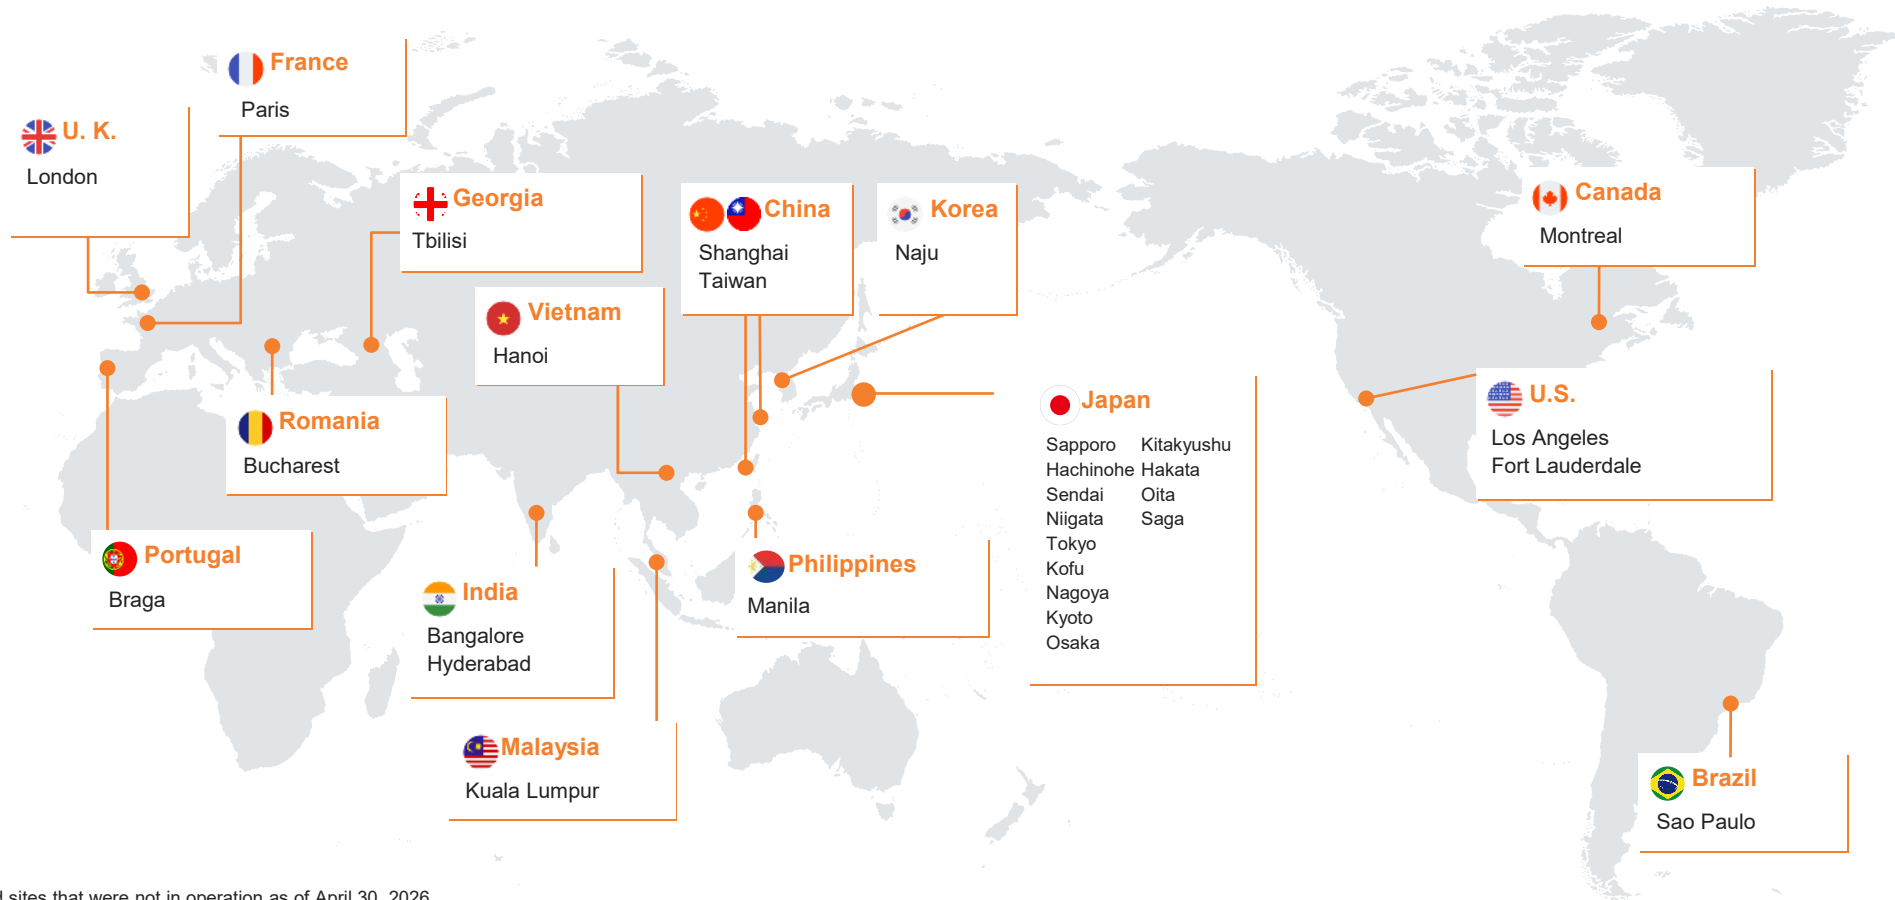 France
Paris
U. K.
London
Georgia
Tbilisi
China
Shanghai
Taiwan
Korea
Naju
Canada
Montreal
Vietnam
Hanoi
Japan
Sapporo
Hachinohe
Sendai
Niigata
Tokyo
Kofu
Nagoya
Kyoto
Osaka
Kitakyushu
Hakata
Oita
Saga
U.S.
Los Angeles
Fort Lauderdale
Romania
Bucharest
Portugal
Braga
India
Bangalore
Hyderabad
Philippines
Manila
Malaysia
Kuala Lumpur
Brazil
Sao Paulo
sites that were not in operation as of April 30, 2026